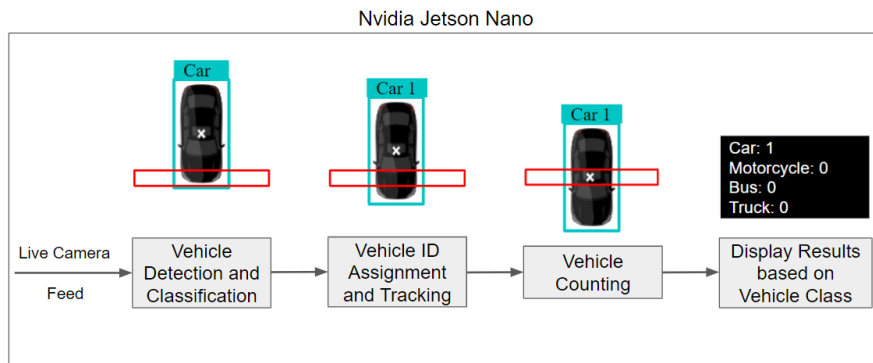 Nvidia Jetson Nano
Car
Car 1
Car 1
Car: 1
Motorcycle: 0
Bus: 0
Truck: 0
Live Camera
Feed
Vehicle
Detection and
Classification
Vehicle ID
Assignment
and Tracking
Vehicle
Counting
Display Results
based on
Vehicle Class